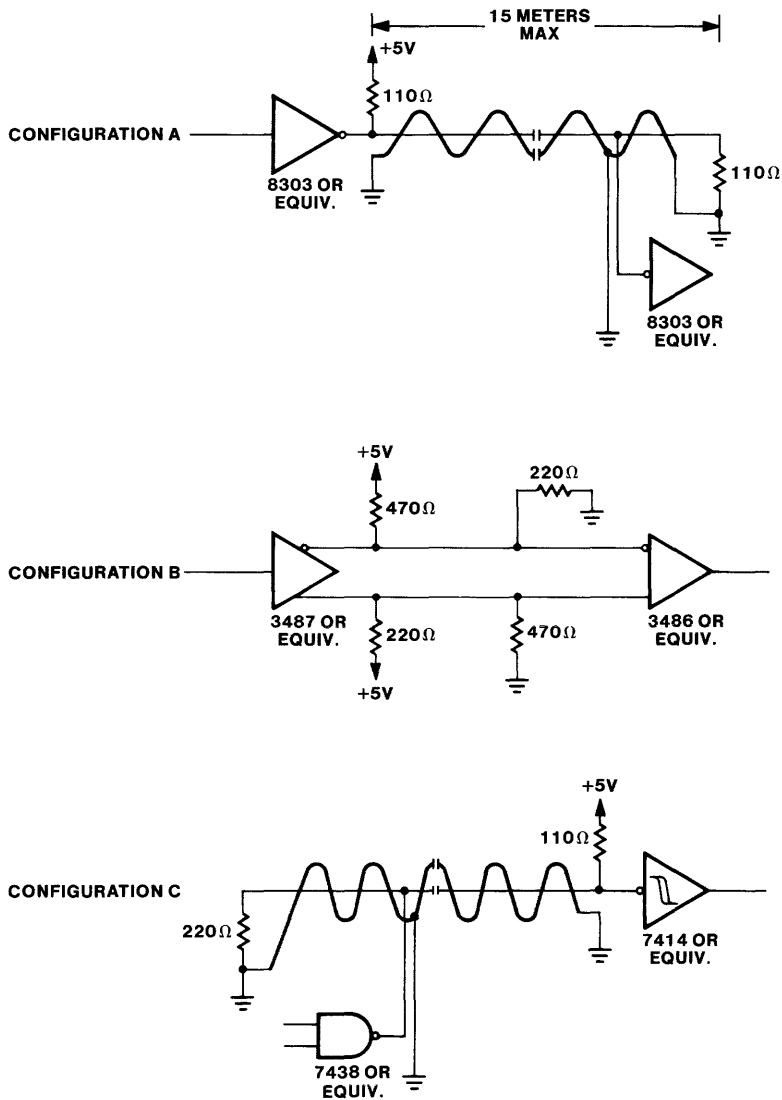 15 METERS
MAX
+5V
110Ω
CONFIGURATION A
8303 OR
EQUIV.
110Ω
8303 OR
EQUIV.
+5V
220Ω
470Ω
CONFIGURATION B
3487 OR
EQUIV.
220Ω
470Ω
3486 OR
EQUIV.
+5V
+5V
110Ω
CONFIGURATION C
220Ω
7414 OR
EQUIV.
7438 OR
EQUIV.